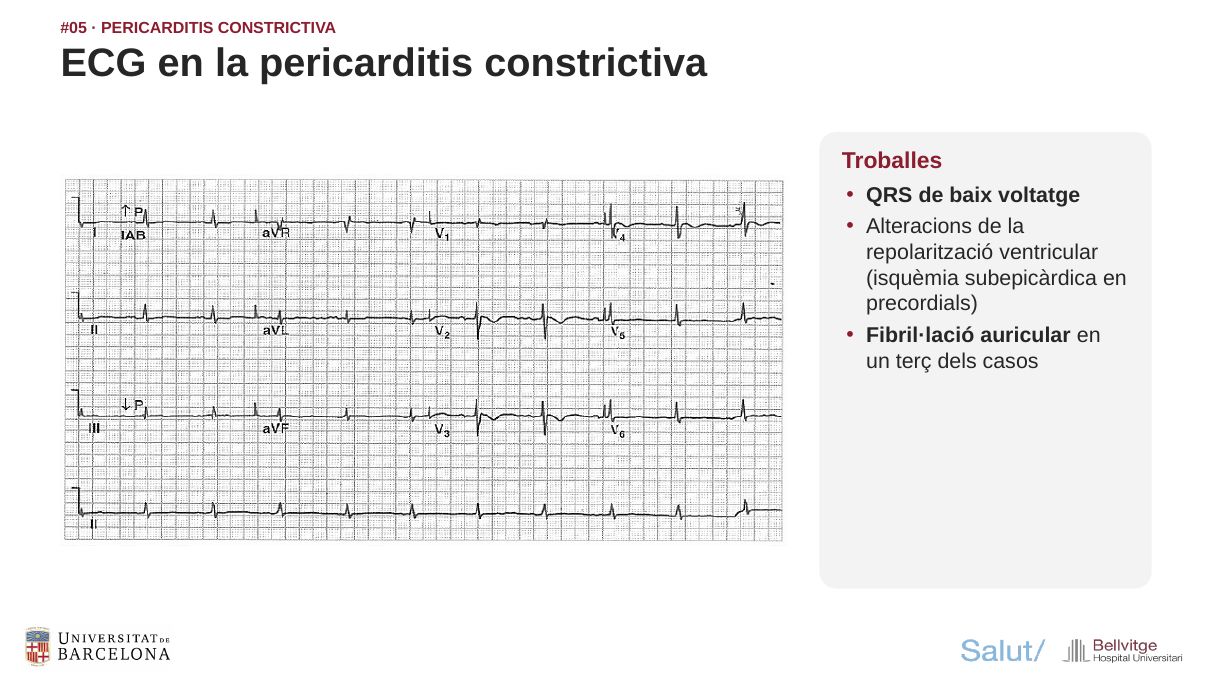 #05 · PERICARDITIS CONSTRICTIVA
ECG en la pericarditis constrictiva
↑ P
I
IAB
aVR
V1
V4
II
aVL
V2
V5
↓ P
III
aVF
V3
V6
II
Troballes
• QRS de baix voltatge
• Alteracions de la
repolarització ventricular
(isquèmia subepicàrdica en
precordials)
• Fibril·lació auricular en
un terç dels casos
UNIVERSITAT DE
BARCELONA
Salut/
Bellvitge
Hospital Universitari